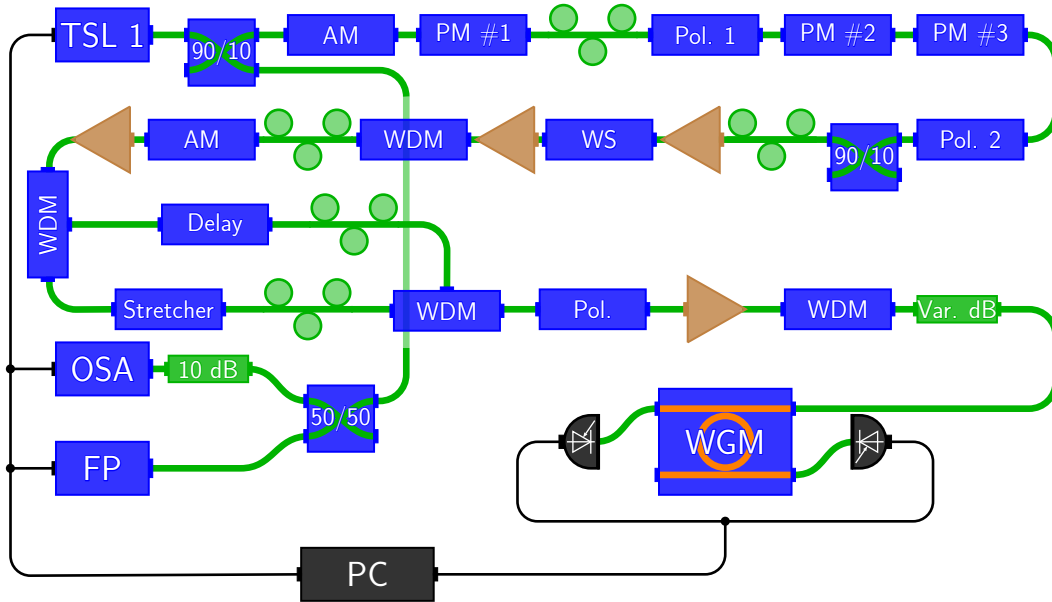 TSL 1
90/10
AM
PM #1
Pol. 1
PM #2
PM #3
AM
WDM
WS
90/10
Pol. 2
WDM
Delay
Stretcher
WDM
Pol.
WDM
Var. dB
OSA
10 dB
50/50
FP
WGM
PC